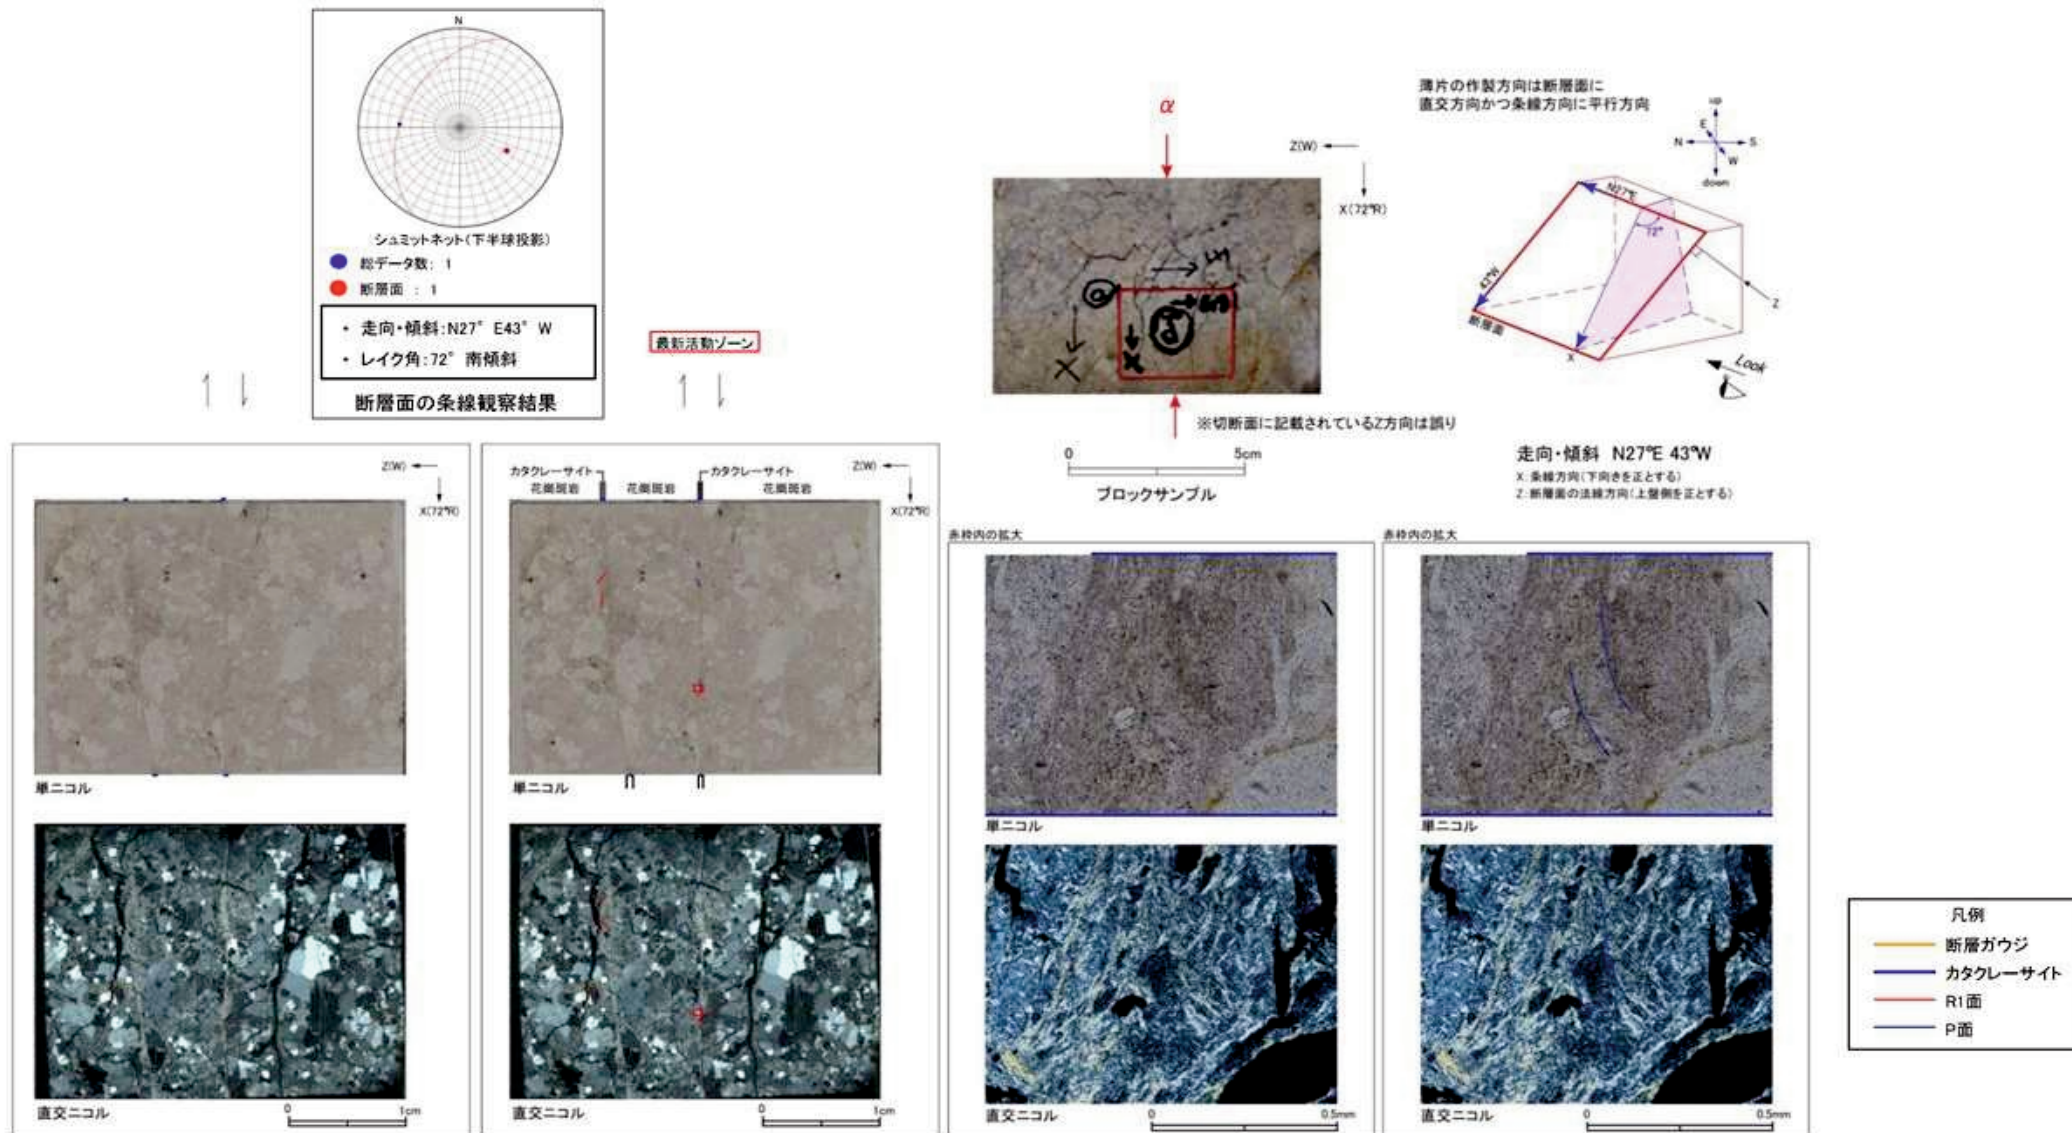 N
シュミットネット(下半球投影)
総データ数: 1
断層面 : 1
・ 走向・傾斜:N27° E43° W
・ レイク角:72° 南傾斜
断層面の条線観察結果
最新活動ゾーン
α
Z(W)
X(72°R)
※切断面に記載されているZ方向は誤り
0 5cm
ブロックサンプル
薄片の作製方向は断層面に
直交方向かつ条線方向に平行方向
up
E
N S
W
down
N27°E
72°
43°W
Z
断層面
X
Look
走向・傾斜 N27°E 43°W
X: 条線方向(下向きを正とする)
Z: 断層面の法線方向(上盤側を正とする)
Z(W)
X(72°R)
単ニコル
直交ニコル
0 1cm
カタクレーサイト カタクレーサイト
花崗斑岩 花崗斑岩 花崗斑岩
Z(W)
X(72°R)
単ニコル
直交ニコル
0 1cm
赤枠内の拡大
単ニコル
直交ニコル
0 0.5mm
赤枠内の拡大
単ニコル
直交ニコル
0 0.5mm
凡例
断層ガウジ
カタクレーサイト
R1面
P面